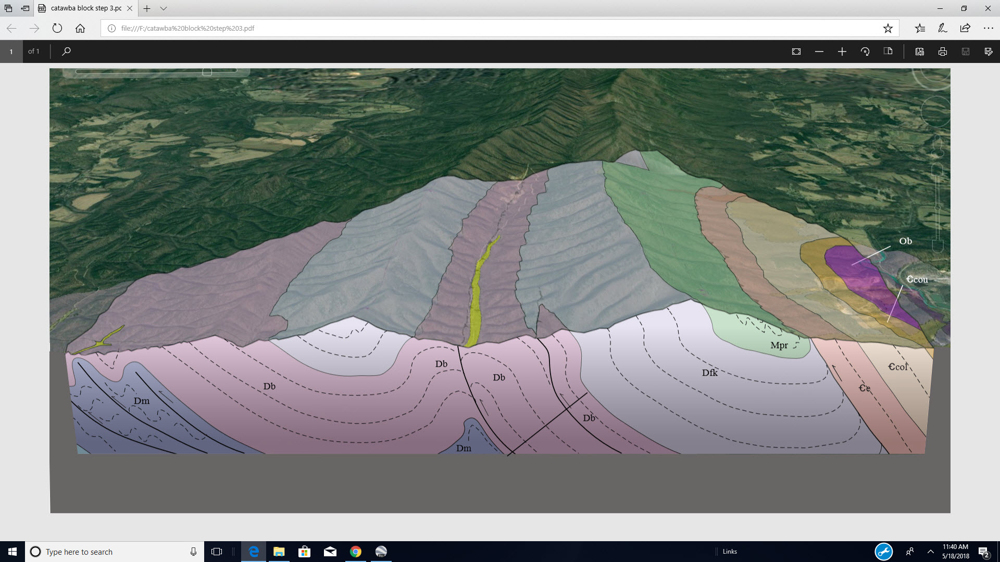 catawba block step 3.pc
file:///F:/catawba%20block%20step%203.pdf
1 of 1
Ob
Ꞓcou
Mpr
Db
Ꞓcol
Db
Dfk
Db
Ꞓe
Dm
Db
Dm
Type here to search
Links
11:40 AM
5/18/2018
2